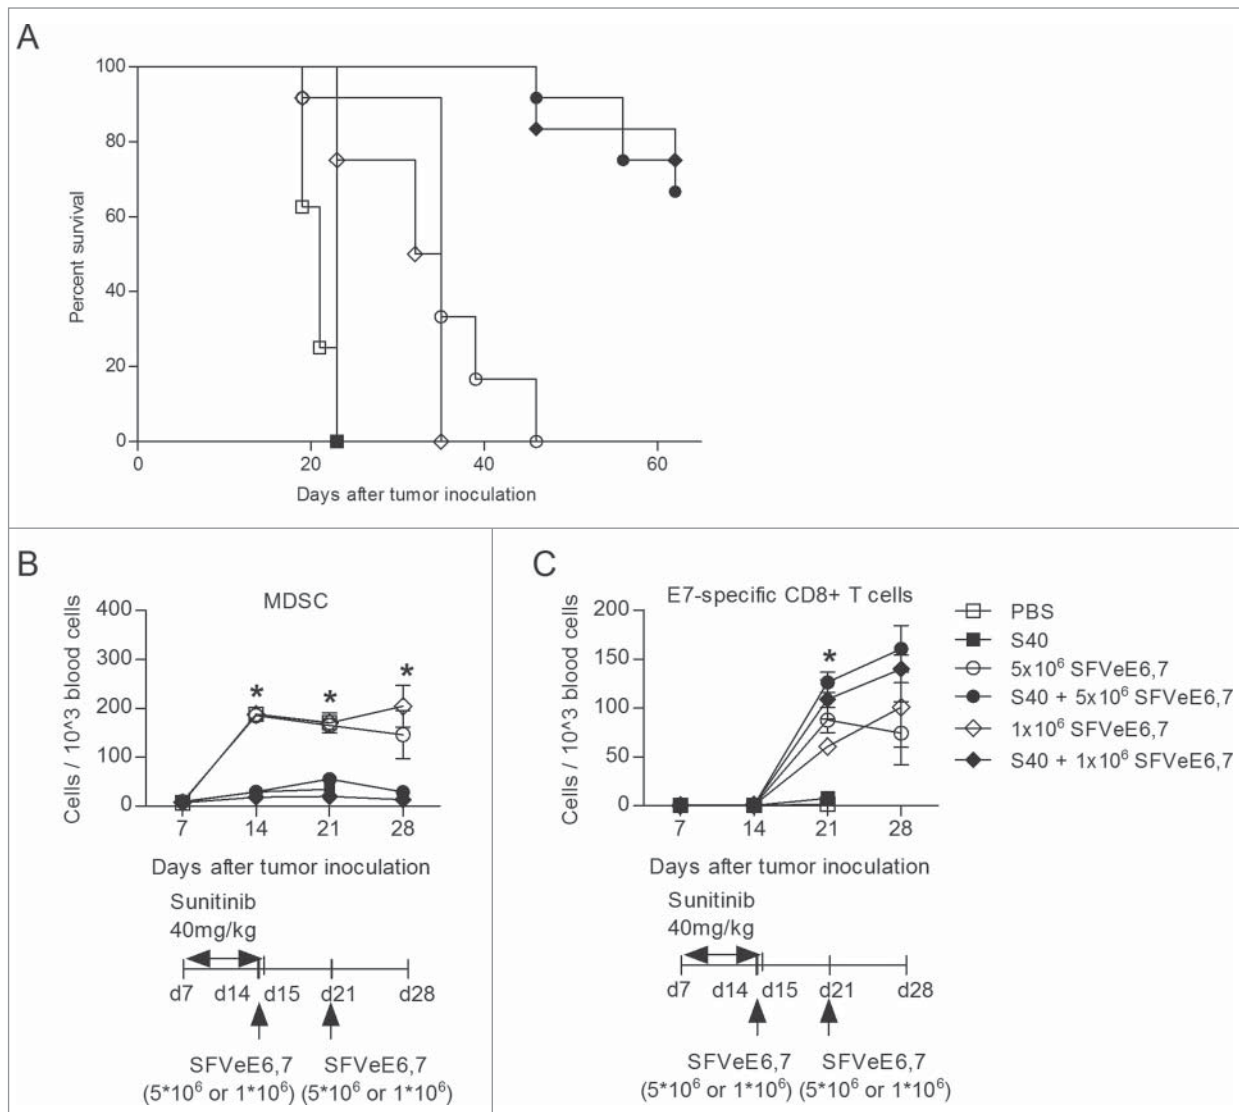 A
100
80
60
40
20
0
Percent survival
0 20 40 60
Days after tumor inoculation
B
MDSC
400
300
200
100
0
Cells / 10^3 blood cells
* * *
7 14 21 28
Days after tumor inoculation
Sunitinib
40mg/kg
d7 d14 d15 d21 d28
SFVeE6,7 SFVeE6,7
(5*10⁶ or 1*10⁶) (5*10⁶ or 1*10⁶)
C
E7-specific CD8+ T cells
200
150
100
50
0
Cells / 10^3 blood cells
*
7 14 21 28
Days after tumor inoculation
Sunitinib
40mg/kg
d7 d14 d15 d21 d28
SFVeE6,7 SFVeE6,7
(5*10⁶ or 1*10⁶) (5*10⁶ or 1*10⁶)
PBS
S40
5x10⁶ SFVeE6,7
S40 + 5x10⁶ SFVeE6,7
1x10⁶ SFVeE6,7
S40 + 1x10⁶ SFVeE6,7